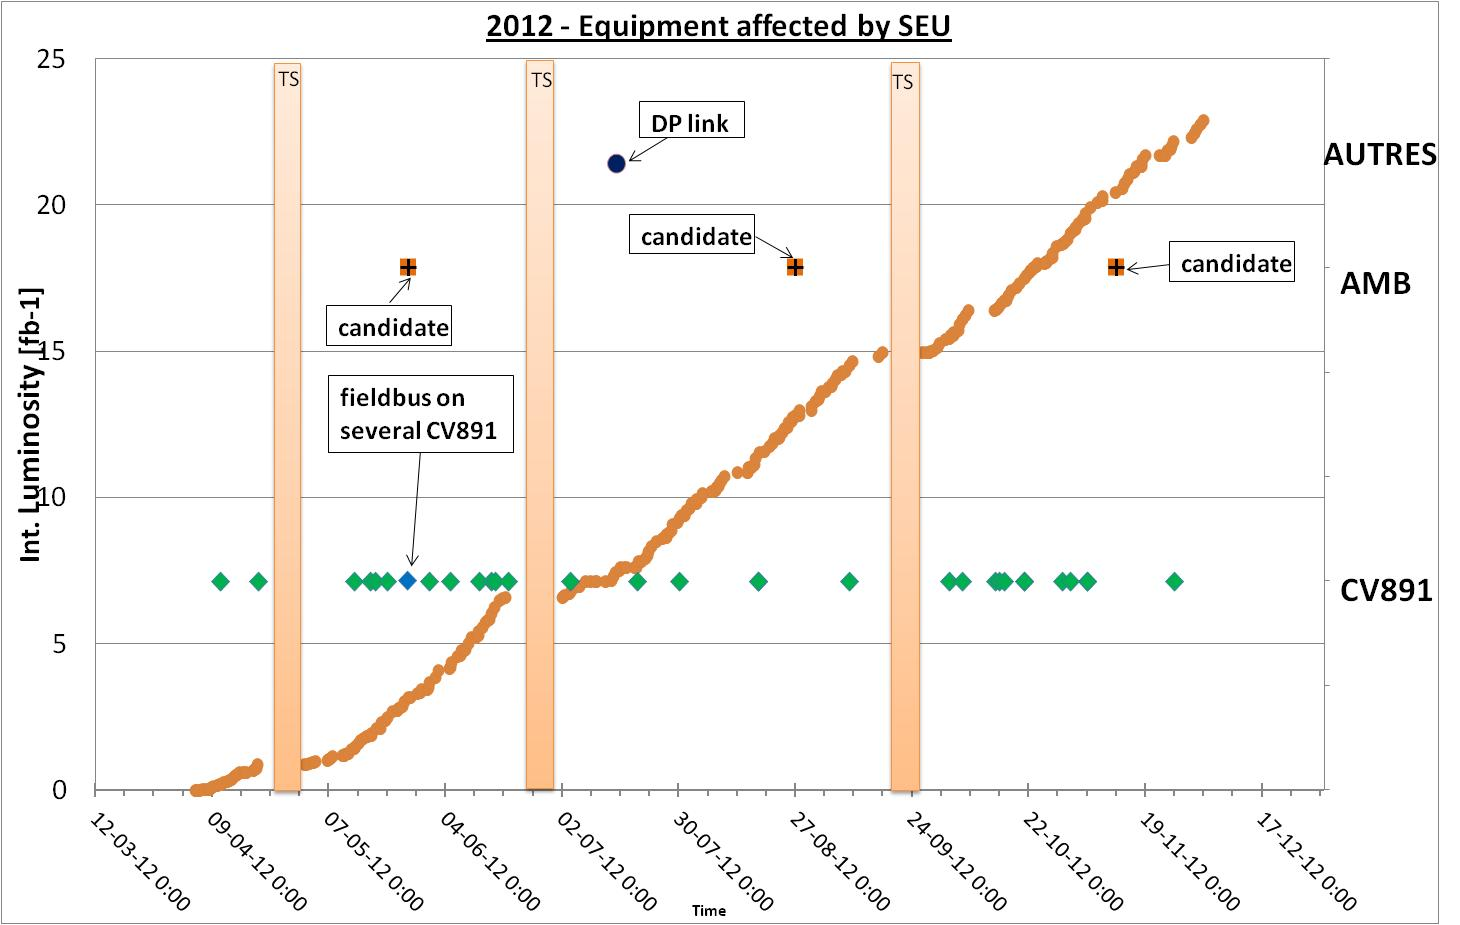 2012 - Equipment affected by SEU
25
TS
TS
TS
DP link
AUTRES
20
candidate
candidate
AMB
candidate
Int. Luminosity [fb-1]
15
fieldbus on
several CV891
10
CV891
5
0
12-03-12 0:00
09-04-12 0:00
07-05-12 0:00
04-06-12 0:00
02-07-12 0:00
30-07-12 0:00
27-08-12 0:00
24-09-12 0:00
22-10-12 0:00
19-11-12 0:00
17-12-12 0:00
Time